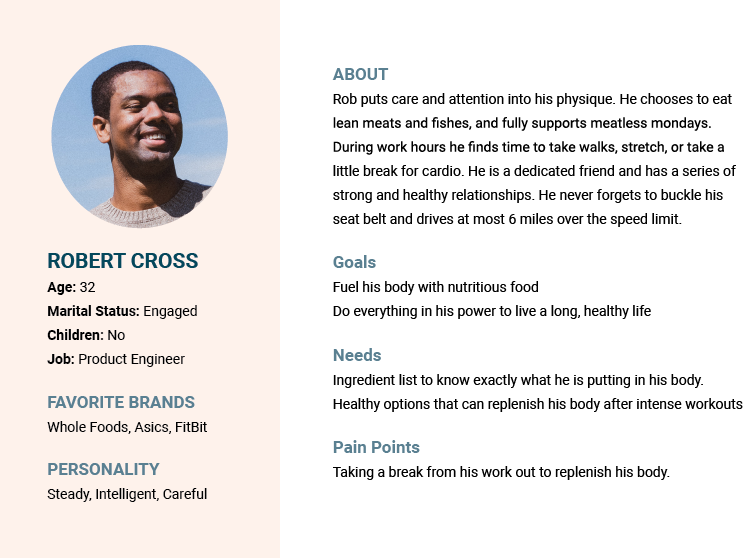 ROBERT CROSS
Age: 32
Marital Status: Engaged
Children: No
Job: Product Engineer
FAVORITE BRANDS
Whole Foods, Asics, FitBit
PERSONALITY
Steady, Intelligent, Careful
ABOUT
Rob puts care and attention into his physique. He chooses to eat
lean meats and fishes, and fully supports meatless mondays.
During work hours he finds time to take walks, stretch, or take a
little break for cardio. He is a dedicated friend and has a series of
strong and healthy relationships. He never forgets to buckle his
seat belt and drives at most 6 miles over the speed limit.
Goals
Fuel his body with nutritious food
Do everything in his power to live a long, healthy life
Needs
Ingredient list to know exactly what he is putting in his body.
Healthy options that can replenish his body after intense workouts
Pain Points
Taking a break from his work out to replenish his body.